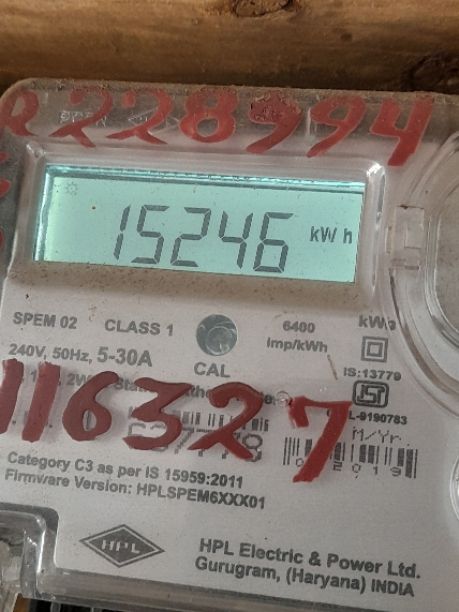 R228994
15246 kWh
SPEM 02 CLASS 1 6400 imp/kWh
240V, 50Hz, 5-30A CAL IS:13779
116327
M/Yr.
Category C3 as per IS 15959:2011
Firmware Version: HPLSPEM6XXX01
HPL
HPL Electric & Power Ltd.
Gurugram, (Haryana) INDIA